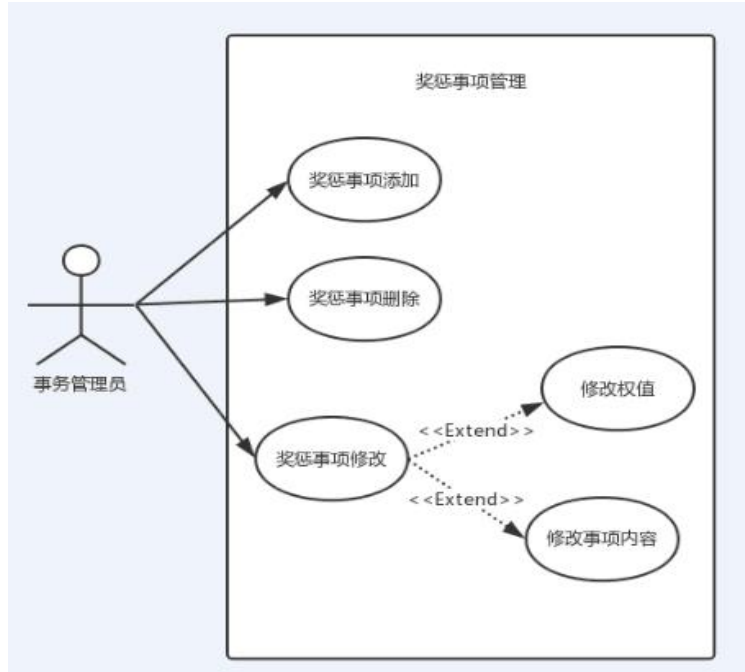 奖惩事项管理
奖惩事项添加
奖惩事项删除
事务管理员
修改权值
<<Extend>>
奖惩事项修改
<<Extend>>
修改事项内容